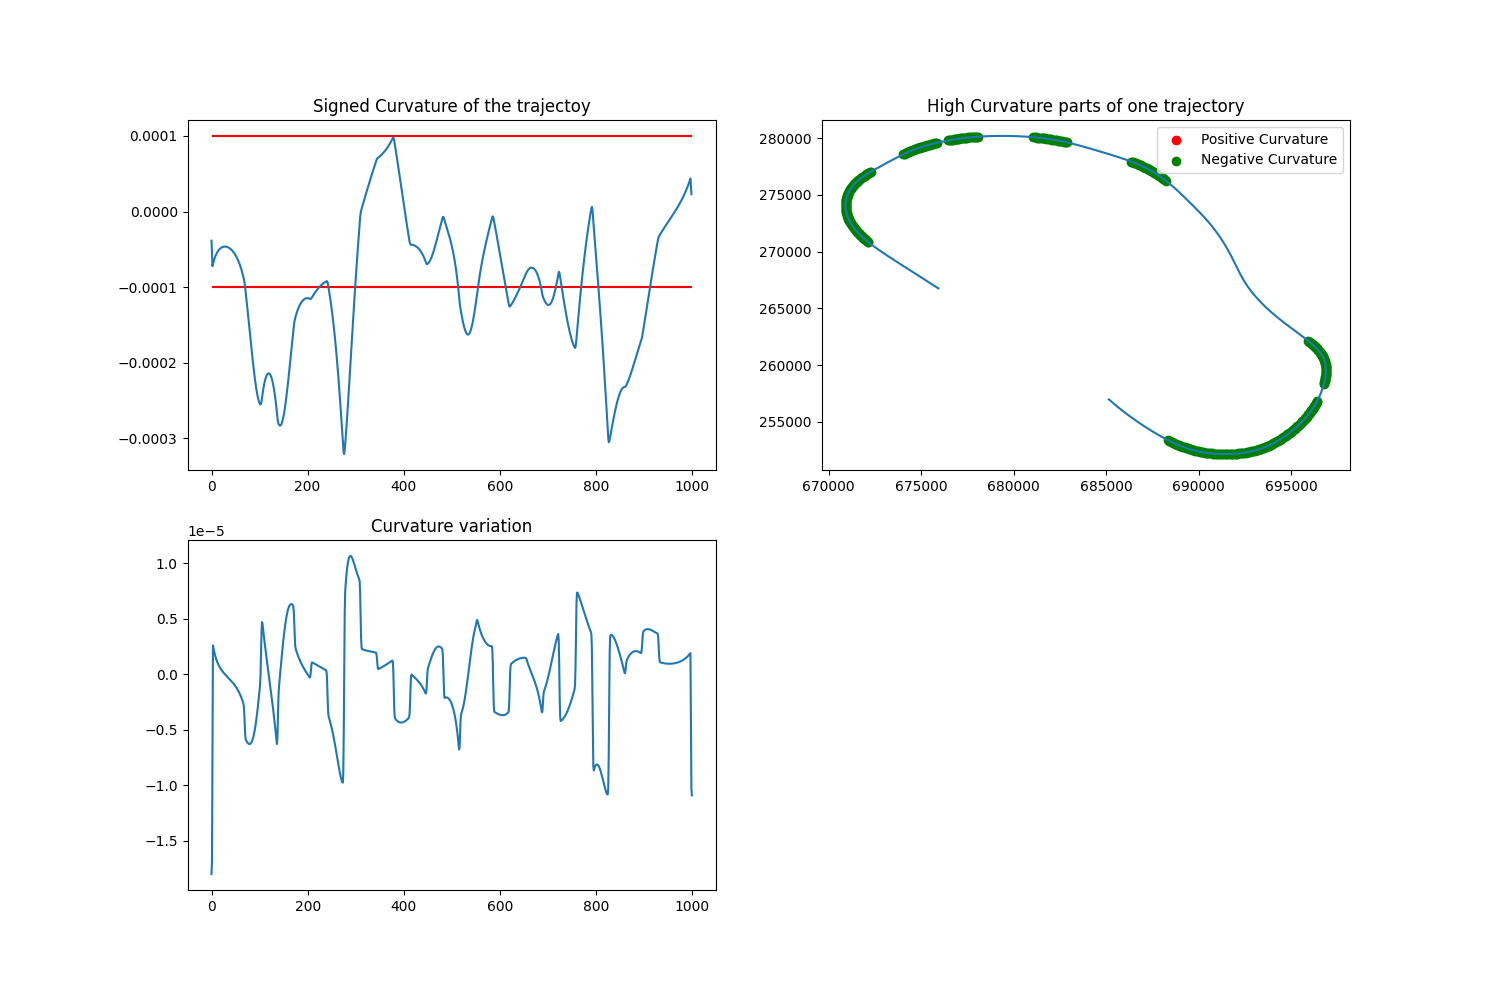 Signed Curvature of the trajectoy
0.0001
0.0000
−0.0001
−0.0002
−0.0003
0 200 400 600 800 1000
High Curvature parts of one trajectory
Positive Curvature
Negative Curvature
280000
275000
270000
265000
260000
255000
670000 675000 680000 685000 690000 695000
Curvature variation
1e−5
1.0
0.5
0.0
−0.5
−1.0
−1.5
0 200 400 600 800 1000